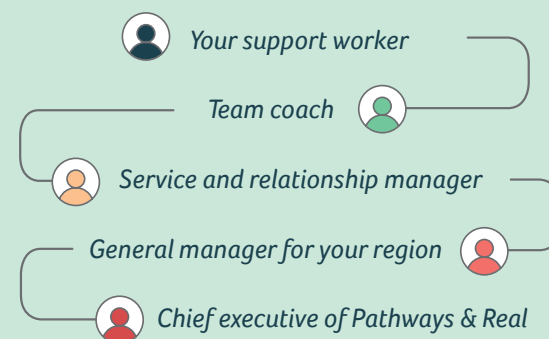 Your support worker
Team coach
Service and relationship manager
General manager for your region
Chief executive of Pathways & Real